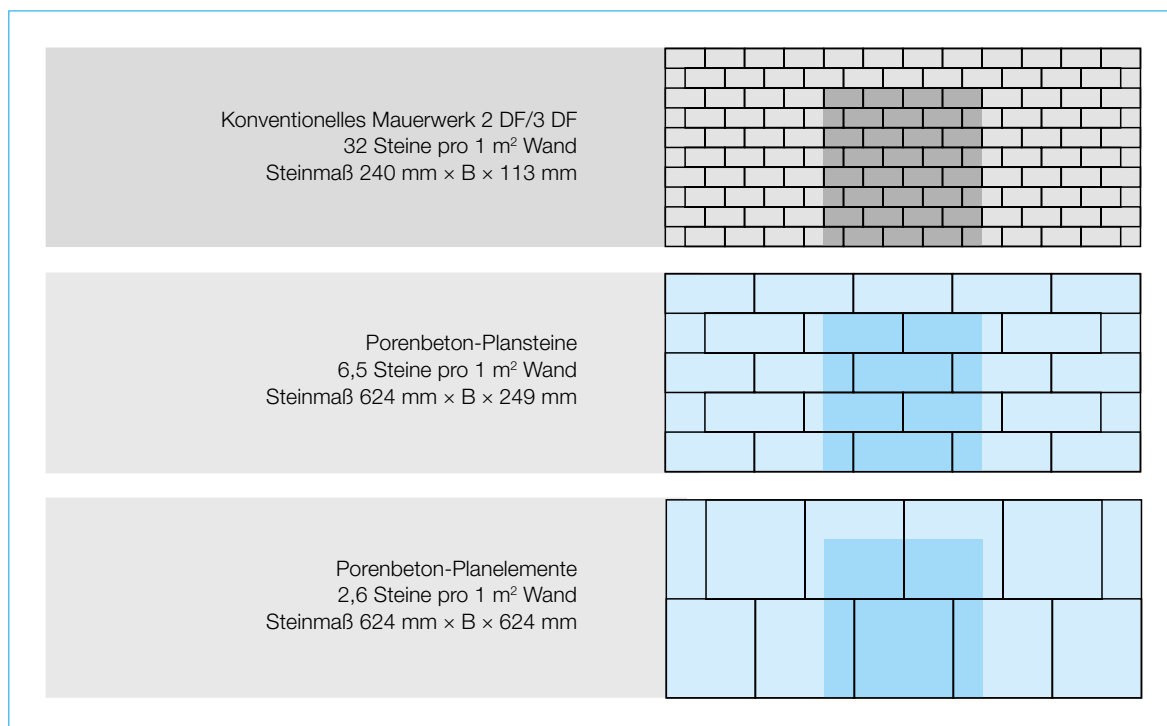 Konventionelles Mauerwerk 2 DF/3 DF
32 Steine pro 1 m² Wand
Steinmaß 240 mm × B × 113 mm
Porenbeton-Plansteine
6,5 Steine pro 1 m² Wand
Steinmaß 624 mm × B × 249 mm
Porenbeton-Planelemente
2,6 Steine pro 1 m² Wand
Steinmaß 624 mm × B × 624 mm